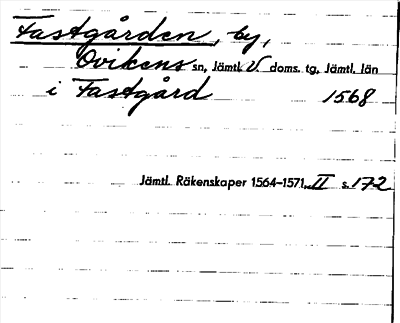 Fastgården, by,
Ovikens sn, Jämtl. V. doms. tg, Jämtl. län
i Fastgård 1568
Jämtl. Räkenskaper 1564–1571, II s. 172